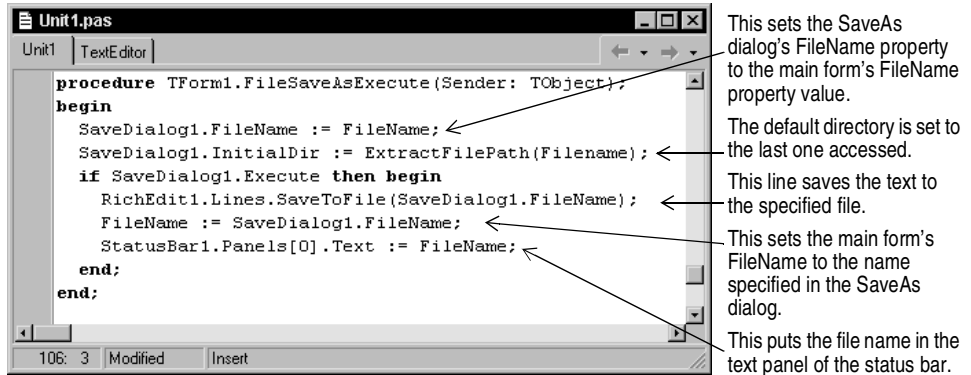 Unit1.pas
Unit1 TextEditor
procedure TForm1.FileSaveAsExecute(Sender: TObject);
begin
SaveDialog1.FileName := FileName;
SaveDialog1.InitialDir := ExtractFilePath(Filename);
if SaveDialog1.Execute then begin
RichEdit1.Lines.SaveToFile(SaveDialog1.FileName);
FileName := SaveDialog1.FileName;
StatusBar1.Panels[0].Text := FileName;
end;
end;
106: 3 Modified Insert
This sets the SaveAs
dialog’s FileName property
to the main form’s FileName
property value.
The default directory is set to
the last one accessed.
This line saves the text to
the specified file.
This sets the main form’s
FileName to the name
specified in the SaveAs
dialog.
This puts the file name in the
text panel of the status bar.